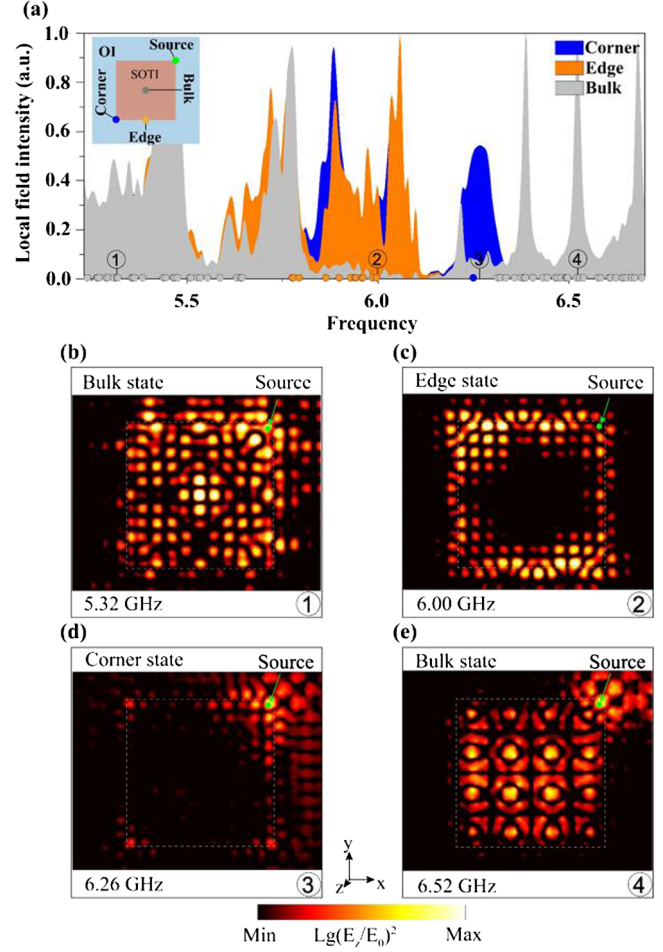 (a)
Local field intensity (a.u.)
1.0
0.8
0.6
0.4
0.2
0.0
OI
Source
SOTI
Corner
Bulk
Edge
Corner
Edge
Bulk
1
2
3
4
5.5
6.0
6.5
Frequency
(b)
Bulk state
Source
5.32 GHz
1
(c)
Edge state
Source
6.00 GHz
2
(d)
Corner state
Source
6.26 GHz
3
(e)
Bulk state
Source
6.52 GHz
4
y
z
x
Min
Lg(E𝓏/E₀)²
Max